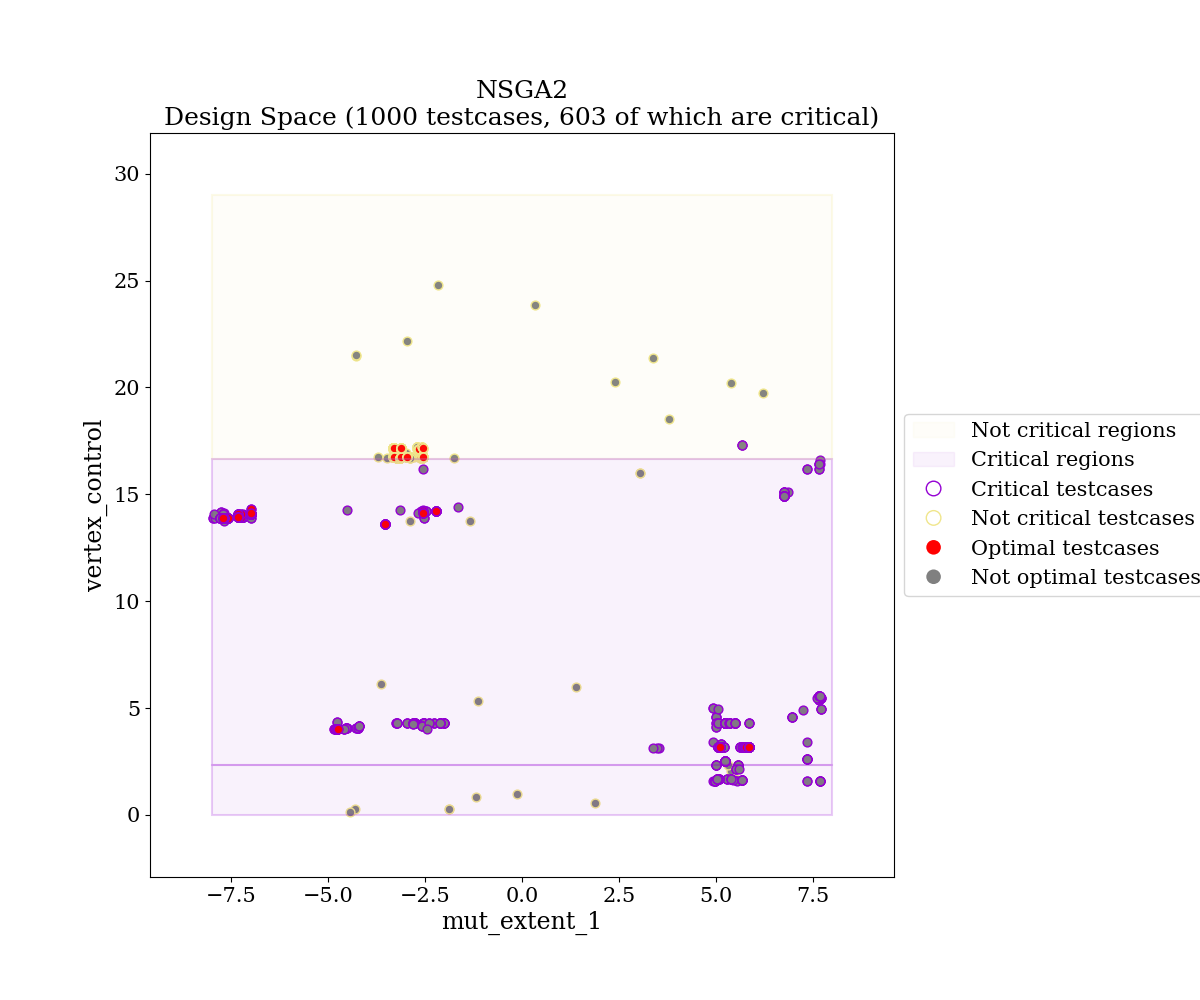 NSGA2
Design Space (1000 testcases, 603 of which are critical)
30
25
20
15
10
5
0
vertex_control
−7.5
−5.0
−2.5
0.0
2.5
5.0
7.5
mut_extent_1
Not critical regions
Critical regions
Critical testcases
Not critical testcases
Optimal testcases
Not optimal testcases